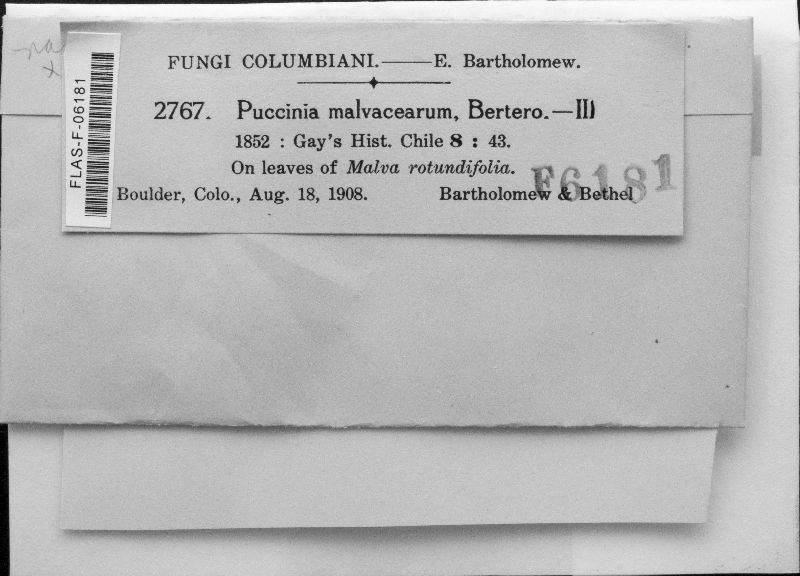 FUNGI COLUMBIANI.——E. Bartholomew.
2767. Puccinia malvacearum, Bertero.—III
1852 : Gay's Hist. Chile 8 : 43.
On leaves of Malva rotundifolia.
F6181
Boulder, Colo., Aug. 18, 1908. Bartholomew & Bethel
FLAS-F-06181